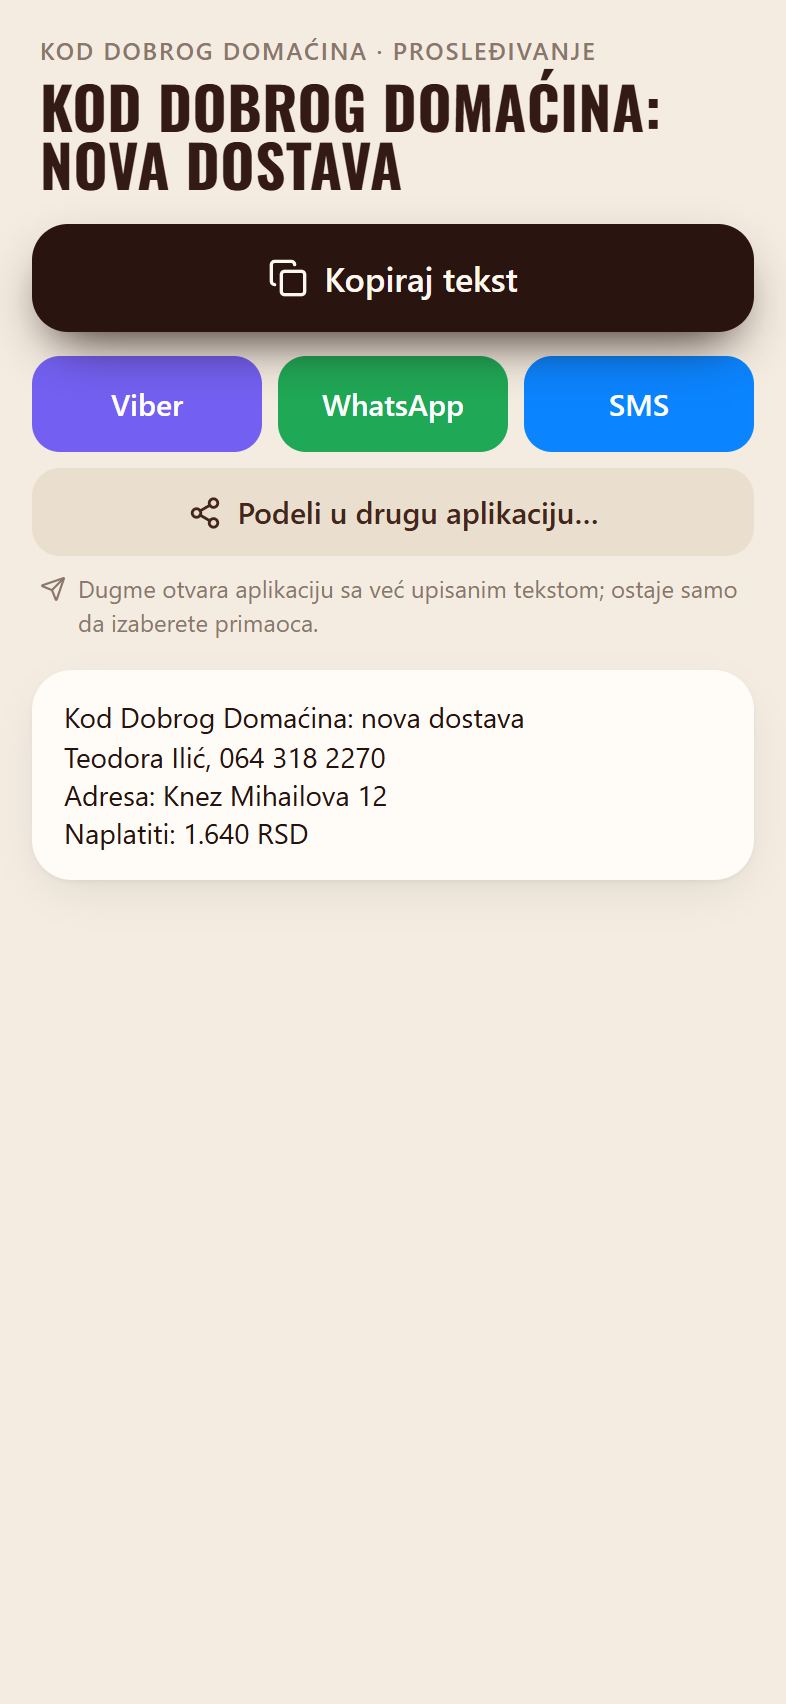 KOD DOBROG DOMAĆINA · PROSLEĐIVANJE
KOD DOBROG DOMAĆINA:
NOVA DOSTAVA
Kopiraj tekst
Viber
WhatsApp
SMS
Podeli u drugu aplikaciju...
Dugme otvara aplikaciju sa već upisanim tekstom; ostaje samo
da izaberete primaoca.
Kod Dobrog Domaćina: nova dostava
Teodora Ilić, 064 318 2270
Adresa: Knez Mihailova 12
Naplatiti: 1.640 RSD